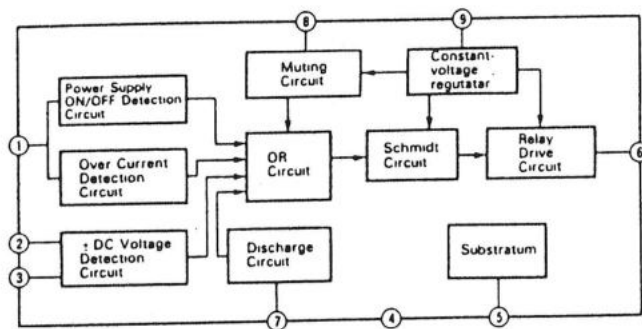 8
9
Muting
Circuit
Constant-
voltage
regutatar
Power Supply
ON/OFF Detection
Circuit
1
OR
Circuit
Schmidt
Circuit
Relay
Drive
Circuit
6
Over Current
Detection
Circuit
2
3
± DC Voltage
Detection
Circuit
Discharge
Circuit
Substratum
7
4
5